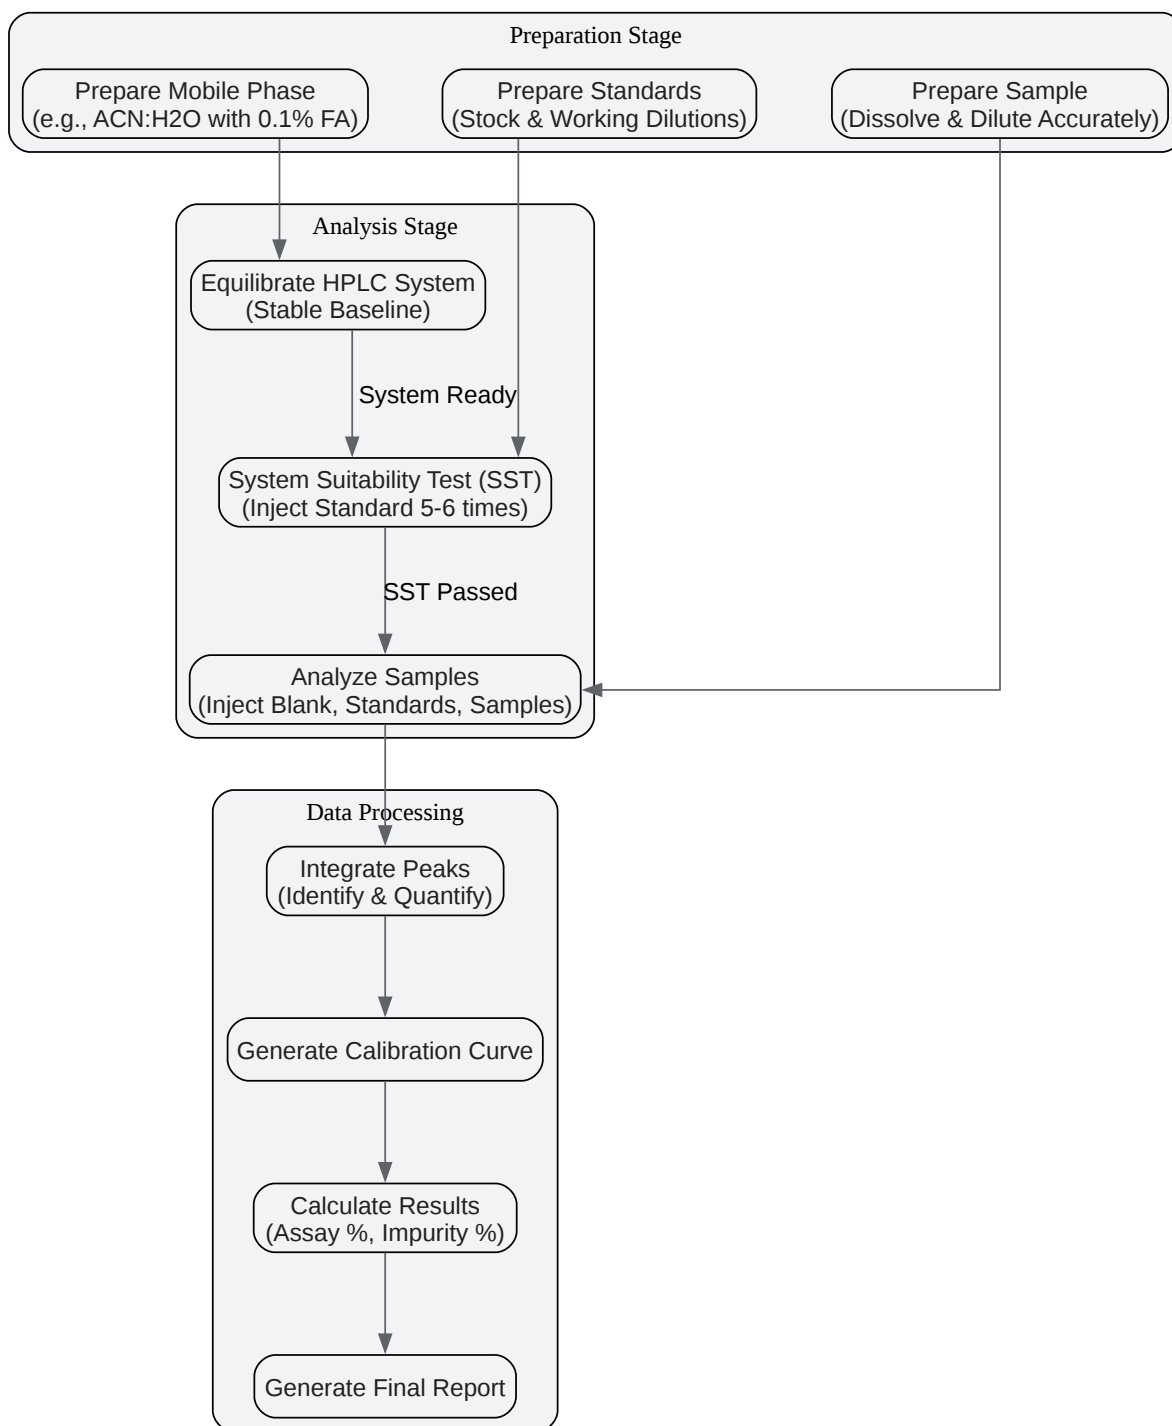 Preparation Stage
Prepare Mobile Phase
(e.g., ACN:H2O with 0.1% FA)
Prepare Standards
(Stock & Working Dilutions)
Prepare Sample
(Dissolve & Dilute Accurately)
Analysis Stage
Equilibrate HPLC System
(Stable Baseline)
System Ready
System Suitability Test (SST)
(Inject Standard 5-6 times)
SST Passed
Analyze Samples
(Inject Blank, Standards, Samples)
Data Processing
Integrate Peaks
(Identify & Quantify)
Generate Calibration Curve
Calculate Results
(Assay %, Impurity %)
Generate Final Report